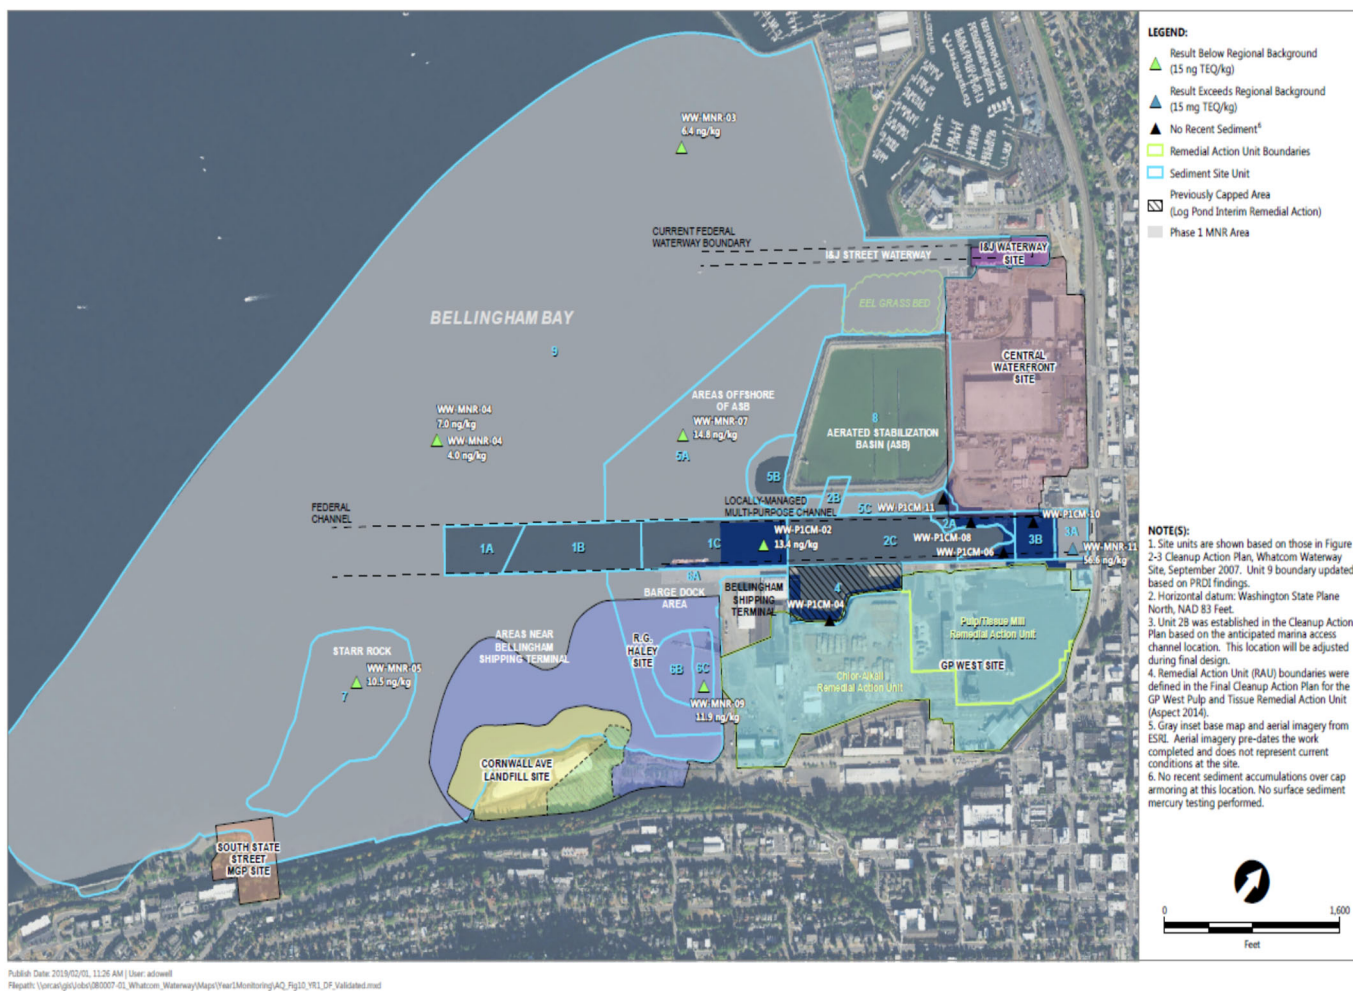 WW-MNR-03
6.4 ng/kg
CURRENT FEDERAL
WATERWAY BOUNDARY
I&J STREET WATERWAY
I&J WATERWAY
SITE
EEL GRASS BED
BELLINGHAM BAY
9
CENTRAL
WATERFRONT
SITE
AREAS OFFSHORE
OF ASB
WW-MNR-04
7.0 ng/kg
WW-MNR-04
4.0 ng/kg
WW-MNR-07
14.8 ng/kg
5A
8
AERATED STABILIZATION
BASIN (ASB)
5B
2B
LOCALLY-MANAGED
MULTI-PURPOSE CHANNEL
5C
WW-P1CM-11
FEDERAL
CHANNEL
WW-P1CM-10
2A
3A
1A
1B
1C
WW-P1CM-02
13.4 ng/kg
2C
WW-P1CM-08
WW-P1CM-06
3B
WW-MNR-11
56.6 ng/kg
6A
BARGE DOCK
AREA
BELLINGHAM
SHIPPING
TERMINAL
4
WW-P1CM-04
AREAS NEAR
BELLINGHAM
SHIPPING TERMINAL
R.G.
HALEY
SITE
6B
6C
WW-MNR-09
11.9 ng/kg
Pulp/Tissue Mill
Remedial Action Unit
GP WEST SITE
Chlor-Alkali
Remedial Action Unit
STARR ROCK
WW-MNR-05
10.5 ng/kg
7
CORNWALL AVE
LANDFILL SITE
SOUTH STATE
STREET
MGP SITE
LEGEND:
Result Below Regional Background
(15 ng TEQ/kg)
Result Exceeds Regional Background
(15 mg TEQ/kg)
No Recent Sediment6
Remedial Action Unit Boundaries
Sediment Site Unit
Previously Capped Area
(Log Pond Interim Remedial Action)
Phase 1 MNR Area
NOTE(S):
1. Site units are shown based on those in Figure
2-3 Cleanup Action Plan, Whatcom Waterway
Site, September 2007. Unit 9 boundary updated
based on PRDI findings.
2. Horizontal datum: Washington State Plane
North, NAD 83 Feet.
3. Unit 2B was established in the Cleanup Action
Plan based on the anticipated marina access
channel location. This location will be adjusted
during final design.
4. Remedial Action Unit (RAU) boundaries were
defined in the Final Cleanup Action Plan for the
GP West Pulp and Tissue Remedial Action Unit
(Aspect 2014).
5. Gray inset base map and aerial imagery from
ESRI. Aerial imagery pre-dates the work
completed and does not represent current
conditions at the site.
6. No recent sediment accumulations over cap
armoring at this location. No surface sediment
mercury testing performed.
0
1,600
Feet
Publish Date: 2019/02/01, 11:26 AM | User: adowell
Filepath: \\orcas\gis\Jobs\080007-01_Whatcom_Waterway\Maps\Year1Monitoring\AQ_Fig10_YR1_DF_Validated.mxd